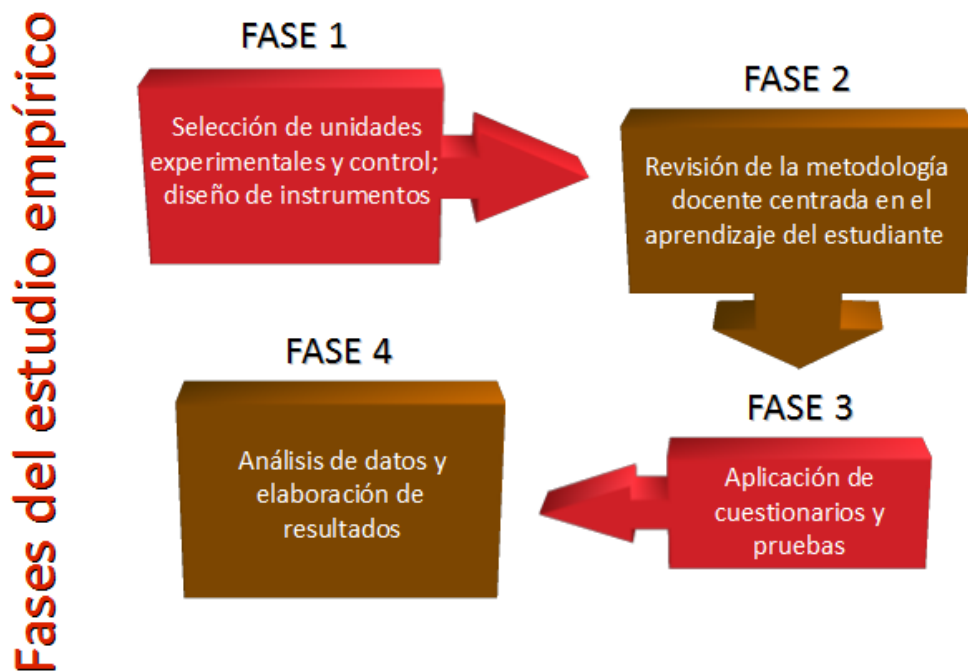 Fases del estudio empírico
FASE 1
Selección de unidades
experimentales y control;
diseño de instrumentos
FASE 2
Revisión de la metodología
docente centrada en el
aprendizaje del estudiante
FASE 3
Aplicación de
cuestionarios y
pruebas
FASE 4
Análisis de datos y
elaboración de
resultados